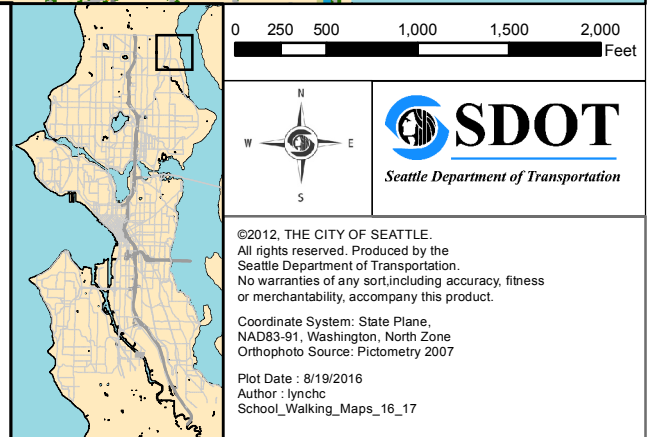 0 250 500 1,000 1,500 2,000
Feet
N
W E
S
SDOT
Seattle Department of Transportation
©2012, THE CITY OF SEATTLE.
All rights reserved. Produced by the
Seattle Department of Transportation.
No warranties of any sort,including accuracy, fitness
or merchantability, accompany this product.
Coordinate System: State Plane,
NAD83-91, Washington, North Zone
Orthophoto Source: Pictometry 2007
Plot Date : 8/19/2016
Author : lynchc
School_Walking_Maps_16_17